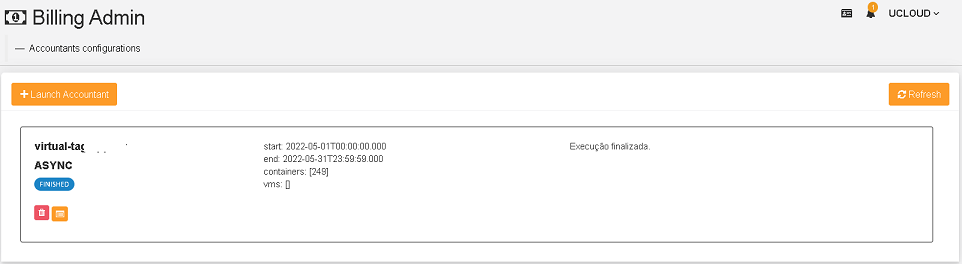 Billing Admin
1
UCLOUD
— Accountants configurations
Launch Accountant
Refresh
virtual-tag
ASYNC
FINISHED
start: 2022-05-01T00:00:00.000
end: 2022-05-31T23:59:59.000
containers: [249]
vms: []
Execução finalizada.